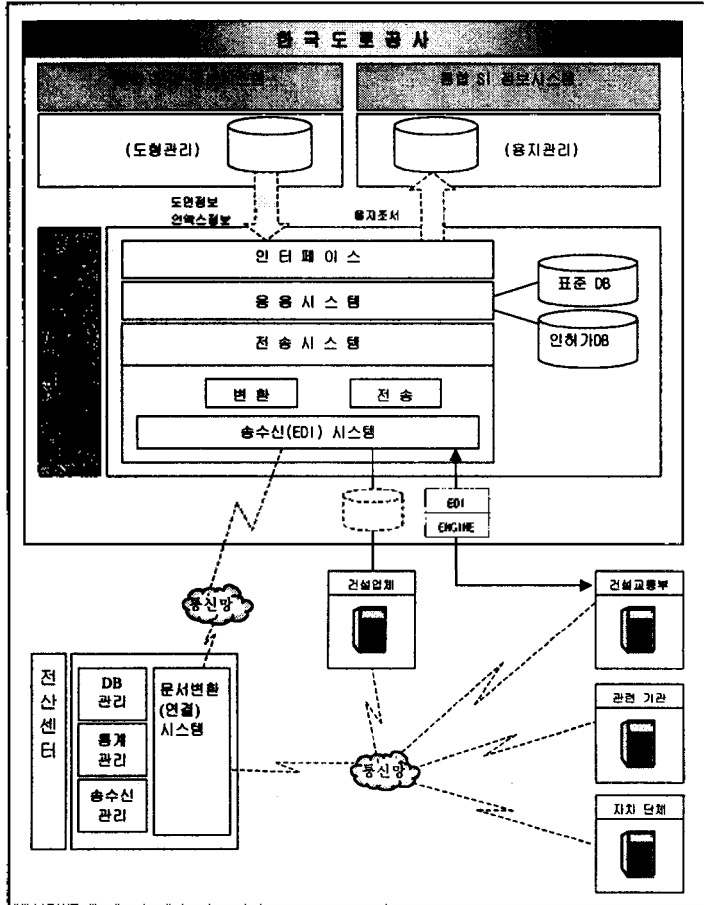 한국도로공사
통합 SI 정보시스템
(도형관리)
(용지관리)
도면정보
인덱스정보
용지조서
인 터 페 이 스
응 용 시 스 템
전 송 시 스 템
표준 DB
인허가DB
변 환
전 송
송수신(EDI) 시스템
EDI
ENGINE
건설업체
건설교통부
통신망
전산센터
DB
관리
통계
관리
송수신
관리
문서변환
(연결)
시스템
통신망
관련 기관
자치 단체